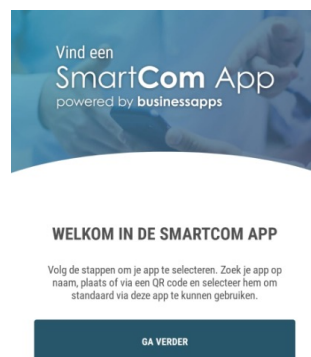 Vind een
SmartCom App
powered by businessapps
WELKOM IN DE SMARTCOM APP
Volg de stappen om je app te selecteren. Zoek je app op
naam, plaats of via een QR code en selecteer hem om
standaard via deze app te kunnen gebruiken.
GA VERDER